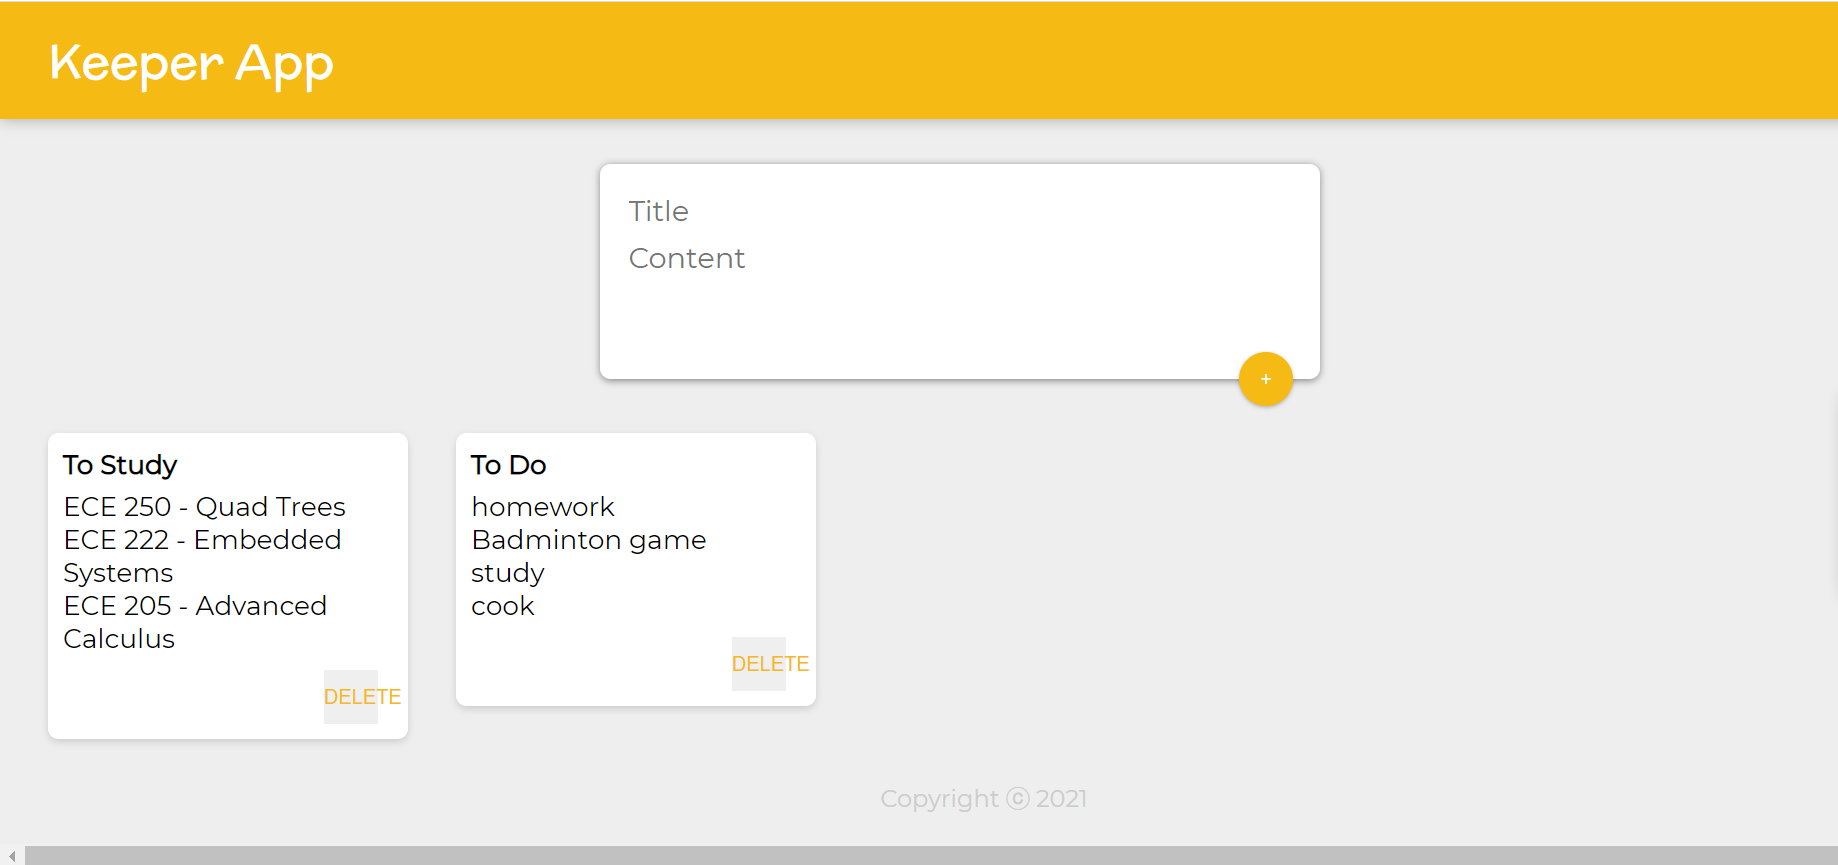 Keeper App
Title
Content
+
To Study
ECE 250 - Quad Trees
ECE 222 - Embedded
Systems
ECE 205 - Advanced
Calculus
DELETE
To Do
homework
Badminton game
study
cook
DELETE
Copyright ⓒ 2021